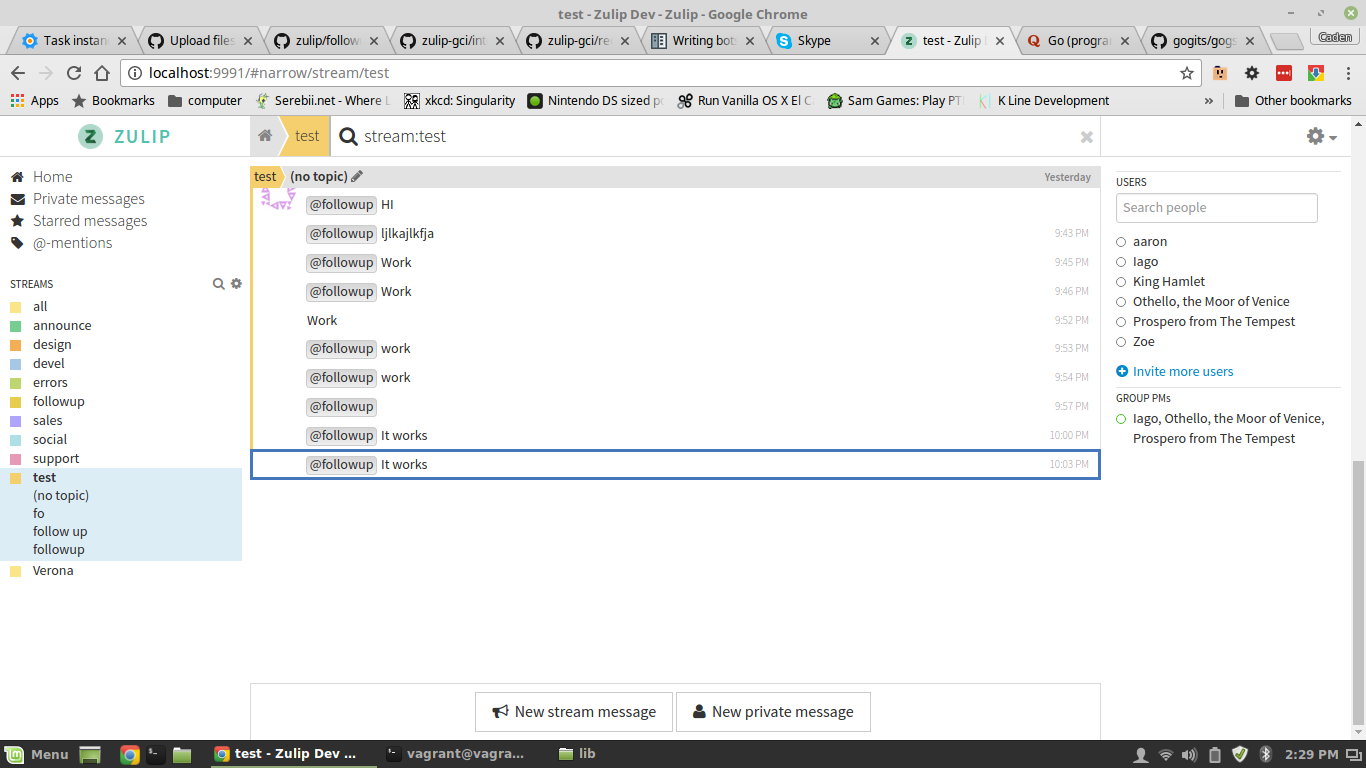 test - Zulip Dev - Zulip - Google Chrome
Task instan
Upload files
zulip/follow
zulip-gci/int
zulip-gci/re
Writing bot
Skype
test - Zulip
Go (progra
gogits/gogs
Caden
localhost:9991/#narrow/stream/test
Apps
Bookmarks
computer
Serebii.net - Where
xkcd: Singularity
Nintendo DS sized
Run Vanilla OS X El
Sam Games: Play PT
K Line Development
»
Other bookmarks
ZULIP
test
stream:test
Home
Private messages
Starred messages
@-mentions
STREAMS
all
announce
design
devel
errors
followup
sales
social
support
test
(no topic)
fo
follow up
followup
Verona
test (no topic) Yesterday
@followup HI
@followup ljlkajlkfja 9:43 PM
@followup Work 9:45 PM
@followup Work 9:46 PM
Work 9:52 PM
@followup work 9:53 PM
@followup work 9:54 PM
@followup 9:57 PM
@followup It works 10:00 PM
@followup It works 10:03 PM
New stream message
New private message
USERS
Search people
aaron
Iago
King Hamlet
Othello, the Moor of Venice
Prospero from The Tempest
Zoe
Invite more users
GROUP PMs
Iago, Othello, the Moor of Venice,
Prospero from The Tempest
Menu
test - Zulip Dev ...
vagrant@vagra...
lib
2:29 PM